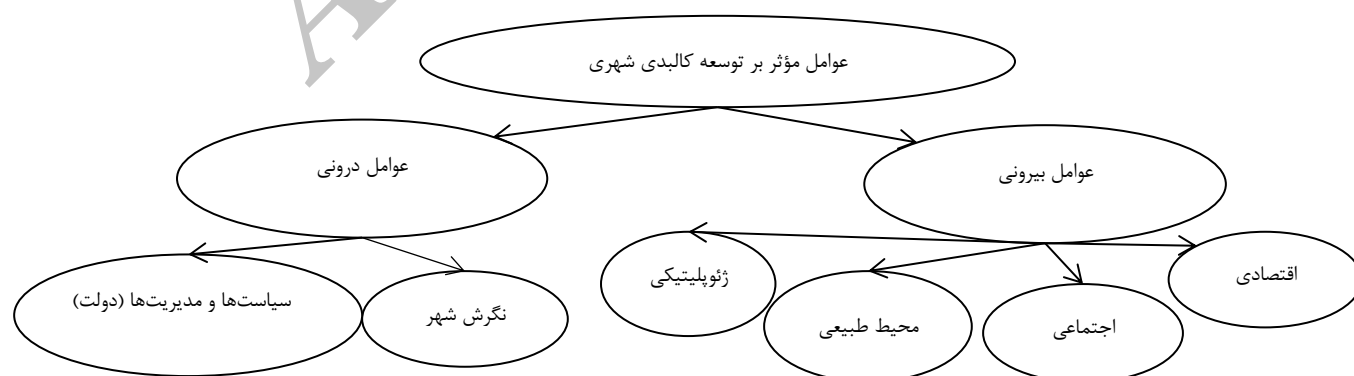 عوامل مؤثر بر توسعه کالبدی شهری
عوامل بیرونی
عوامل درونی
اقتصادی
اجتماعی
محیط طبیعی
ژئوپلیتیکی
نگرش شهر
سیاست‌ها و مدیریت‌ها (دولت)